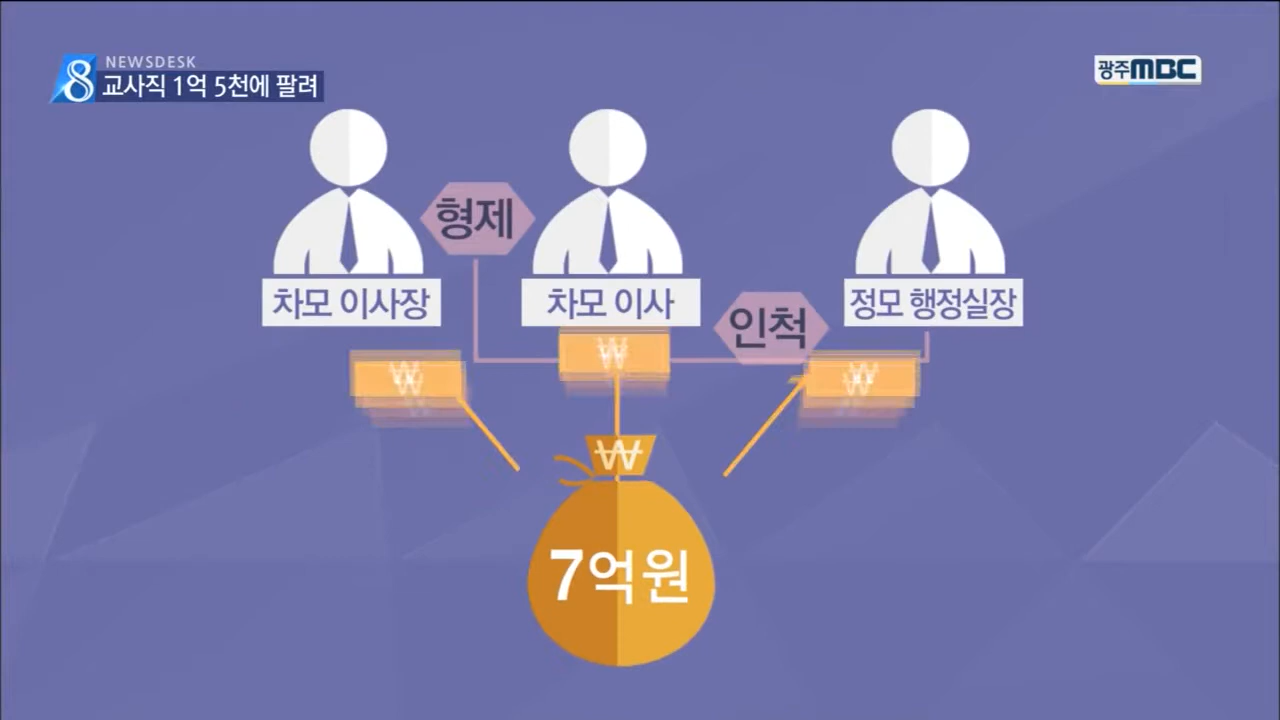 8 NEWSDESK
교사직 1억 5천에 팔려
광주MBC
형제
차모 이사장
차모 이사
정모 행정실장
인척
₩
₩
₩
₩
7억원